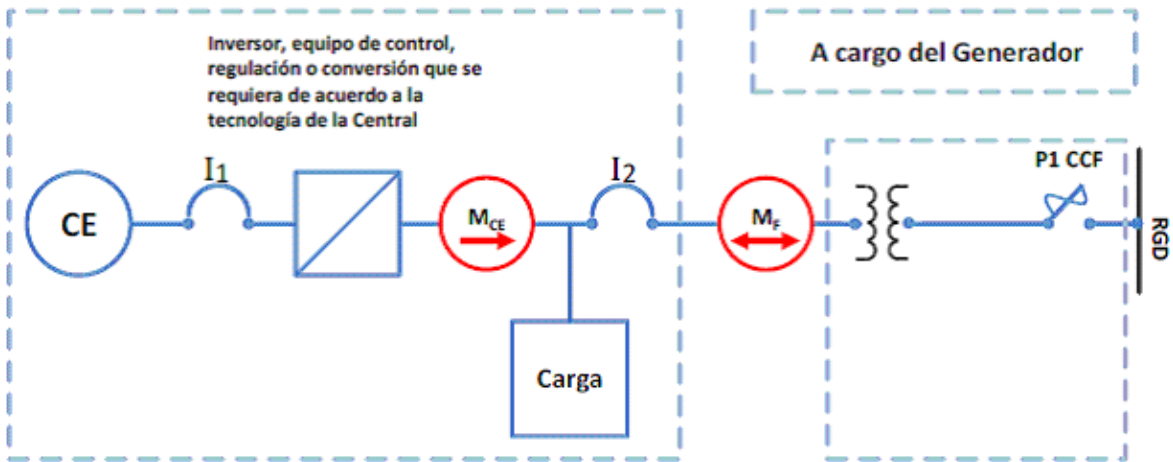 Inversor, equipo de control,
regulación o conversión que se
requiera de acuerdo a la
tecnología de la Central
A cargo del Generador
I1
I2
P1 CCF
CE
MCE
MF
RGD
Carga